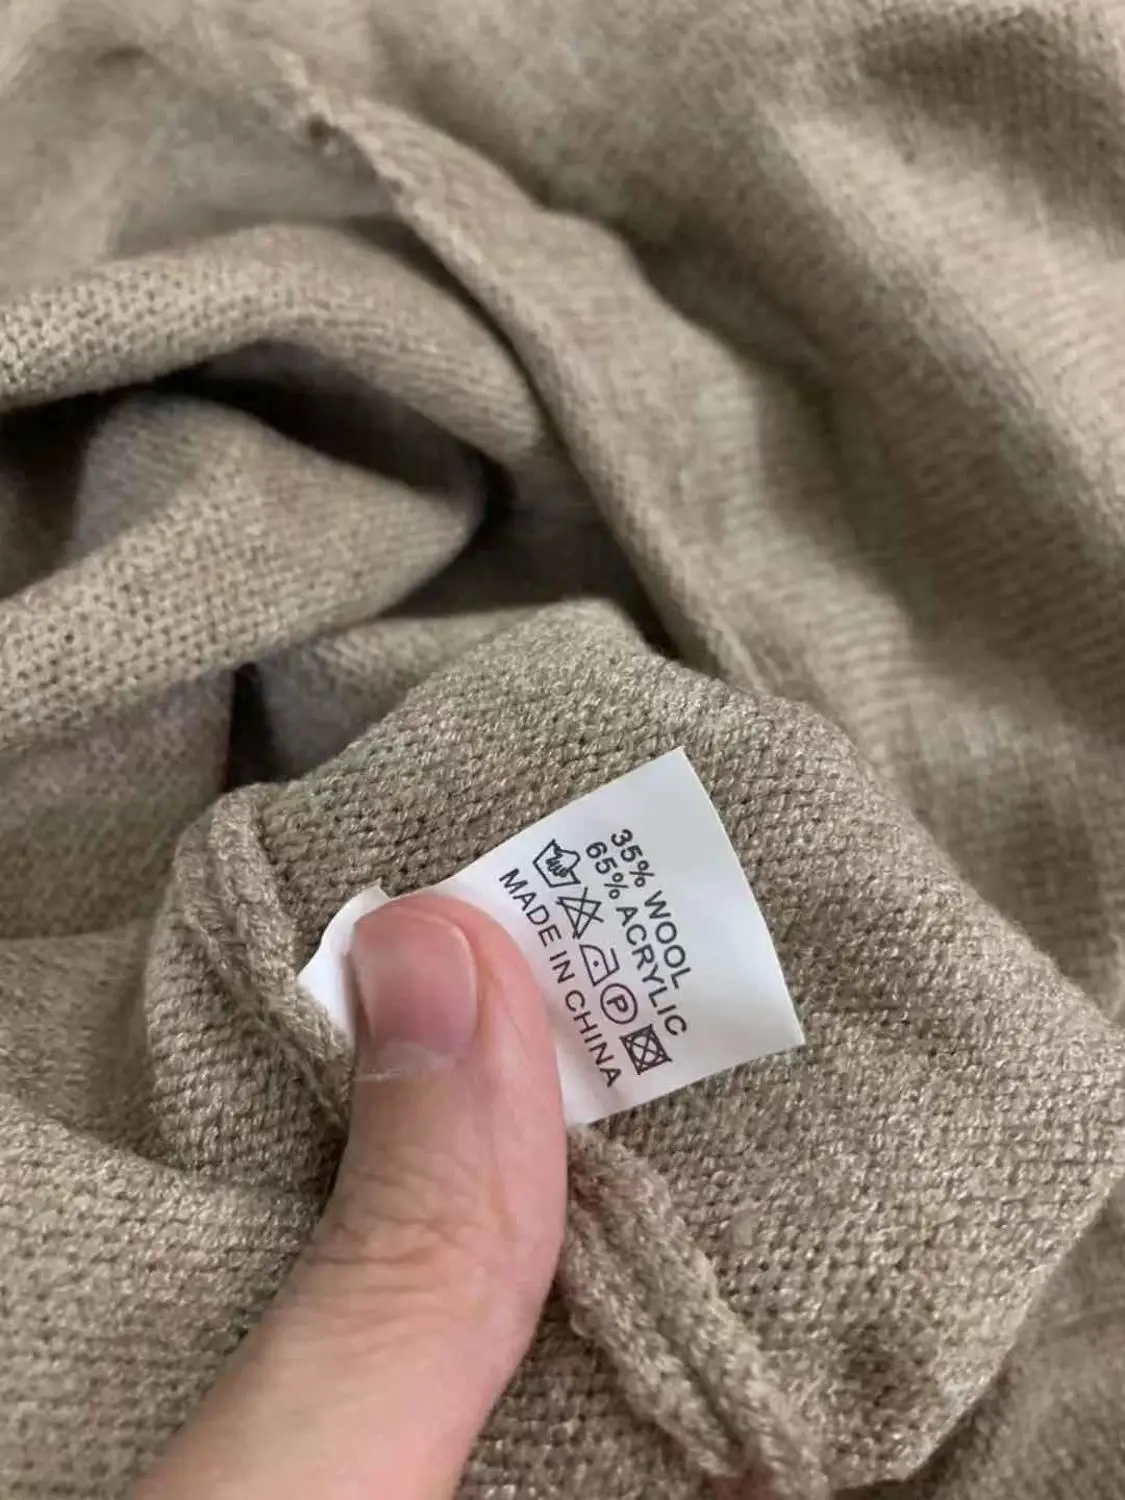 35% WOOL
65% ACRYLIC
P
MADE IN CHINA